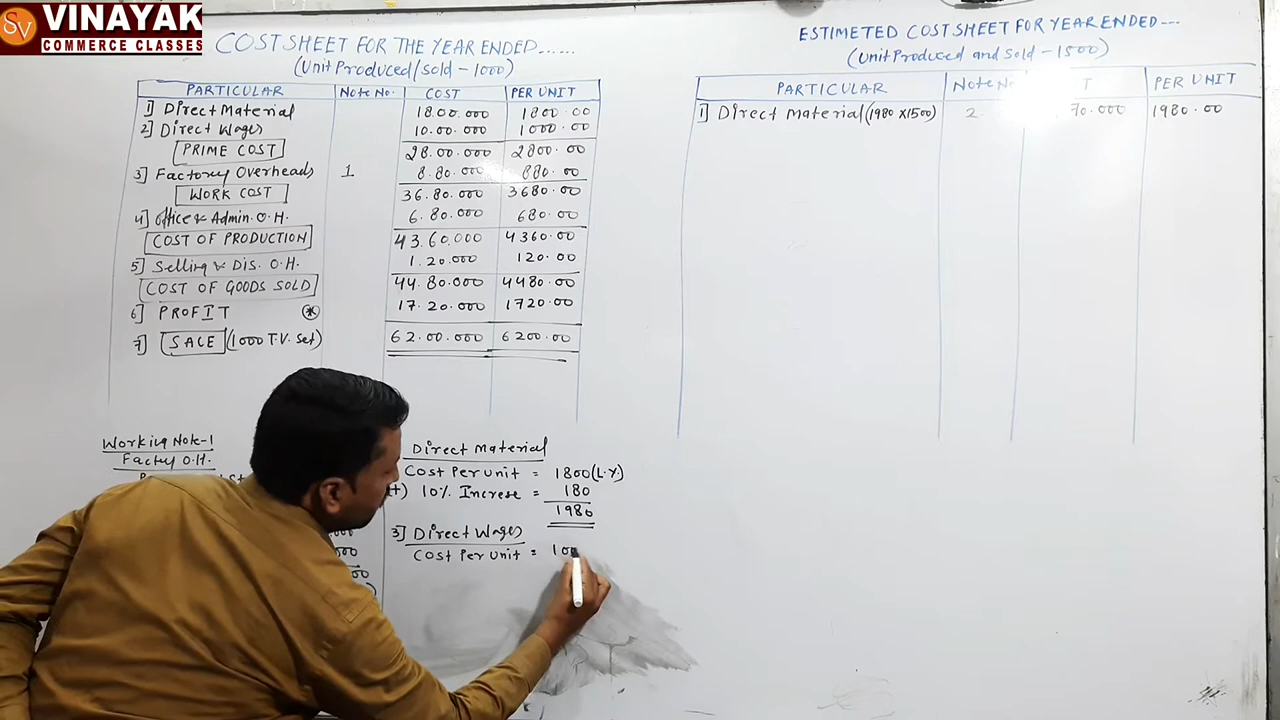 SV VINAYAK
COMMERCE CLASSES
COST SHEET FOR THE YEAR ENDED......
(Unit Produced/Sold - 1000)
PARTICULAR Note No. COST PER UNIT
1] Direct Material 18.00.000 1800.00
2] Direct Wages 10.00.000 1000.00
PRIME COST 28.00.000 2800.00
3] Factory Overheads 1 8.80.000 880.00
WORK COST 36.80.000 3680.00
4] Office & Admin. O.H. 6.80.000 680.00
COST OF PRODUCTION 43.60.000 4360.00
5] Selling & Dis. O.H. 1.20.000 120.00
COST OF GOODS SOLD 44.80.000 4480.00
6] PROFIT * 17.20.000 1720.00
7] SALE (1000 T.V. Set) 62.00.000 6200.00
ESTIMETED COST SHEET FOR YEAR ENDED....
(Unit Produced and Sold - 1500)
PARTICULAR Note No T PER UNIT
1] Direct Material (1980 X1500) 2 70.000 1980.00
Working Note-1
Factory O.H.
Direct Material
Cost Per Unit = 1800 (L.Y.)
(+) 10% Increse = 180
1980
3] Direct Wages
Cost Per Unit = 100